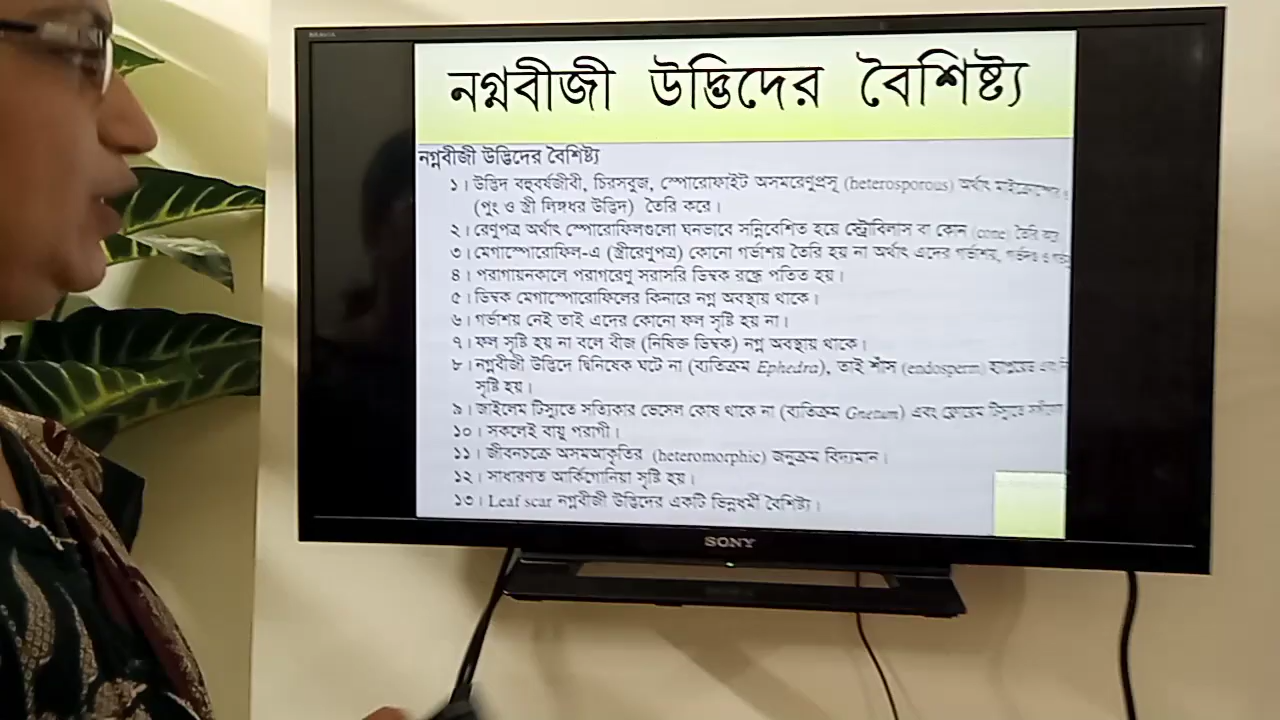 BRAVIA
নগ্নবীজী উদ্ভিদের বৈশিষ্ট্য
নগ্নবীজী উদ্ভিদের বৈশিষ্ট্য
১। উদ্ভিদ বহুবর্ষজীবী, চিরসবুজ, স্পোরোফাইট অসমরেণুপ্রসূ (heterosporous) অর্থাৎ
(পুং ও স্ত্রী লিঙ্গধর উদ্ভিদ) তৈরি করে।
২। রেণুপত্র অর্থাৎ স্পোরোফিলগুলো ঘনভাবে সন্নিবেশিত হয়ে স্ট্রোবিলাস বা কোন (cone) তৈরি করে
৩। মেগাস্পোরোফিল-এ (স্ত্রীরেণুপত্র) কোনো গর্ভাশয় তৈরি হয় না অর্থাৎ এদের গর্ভাশয়, গর্ভদণ্ড ও
৪। পরাগায়নকালে পরাগরেণু সরাসরি ডিম্বক রন্ধ্রে পতিত হয়।
৫। ডিম্বক মেগাস্পোরোফিলের কিনারে নগ্ন অবস্থায় থাকে।
৬। গর্ভাশয় নেই তাই এদের কোনো ফল সৃষ্টি হয় না।
৭। ফল সৃষ্টি হয় না বলে বীজ (নিষিক্ত ডিম্বক) নগ্ন অবস্থায় থাকে।
৮। নগ্নবীজী উদ্ভিদে দ্বিনিষেক ঘটে না (ব্যতিক্রম Ephedra), তাই শাঁস (endosperm) হ্যাপ্লয়েড এবং
সৃষ্টি হয়।
৯। জাইলেম টিস্যুতে সত্যিকার ভেসেল কোষ থাকে না (ব্যতিক্রম Gnetum) এবং ফ্লোয়েম টিস্যুতে
১০। সকলেই বায়ু পরাগী।
১১। জীবনচক্রে অসমআকৃতির (heteromorphic) জনুক্রম বিদ্যমান।
১২। সাধারণত আর্কিগোনিয়া সৃষ্টি হয়।
১৩। Leaf scar নগ্নবীজী উদ্ভিদের একটি ভিন্নধর্মী বৈশিষ্ট্য।
SONY